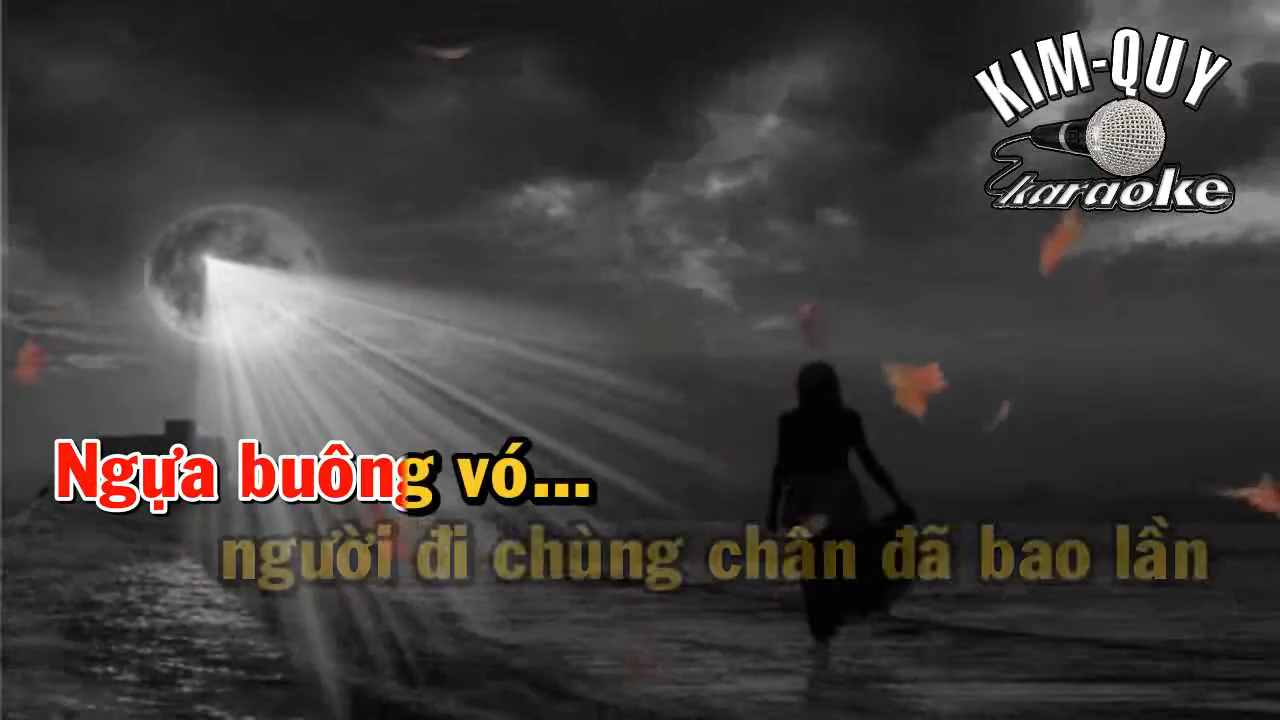 KIM-QUY
karaoke
Ngựa buông vó...
người đi chùng chân đã bao lần